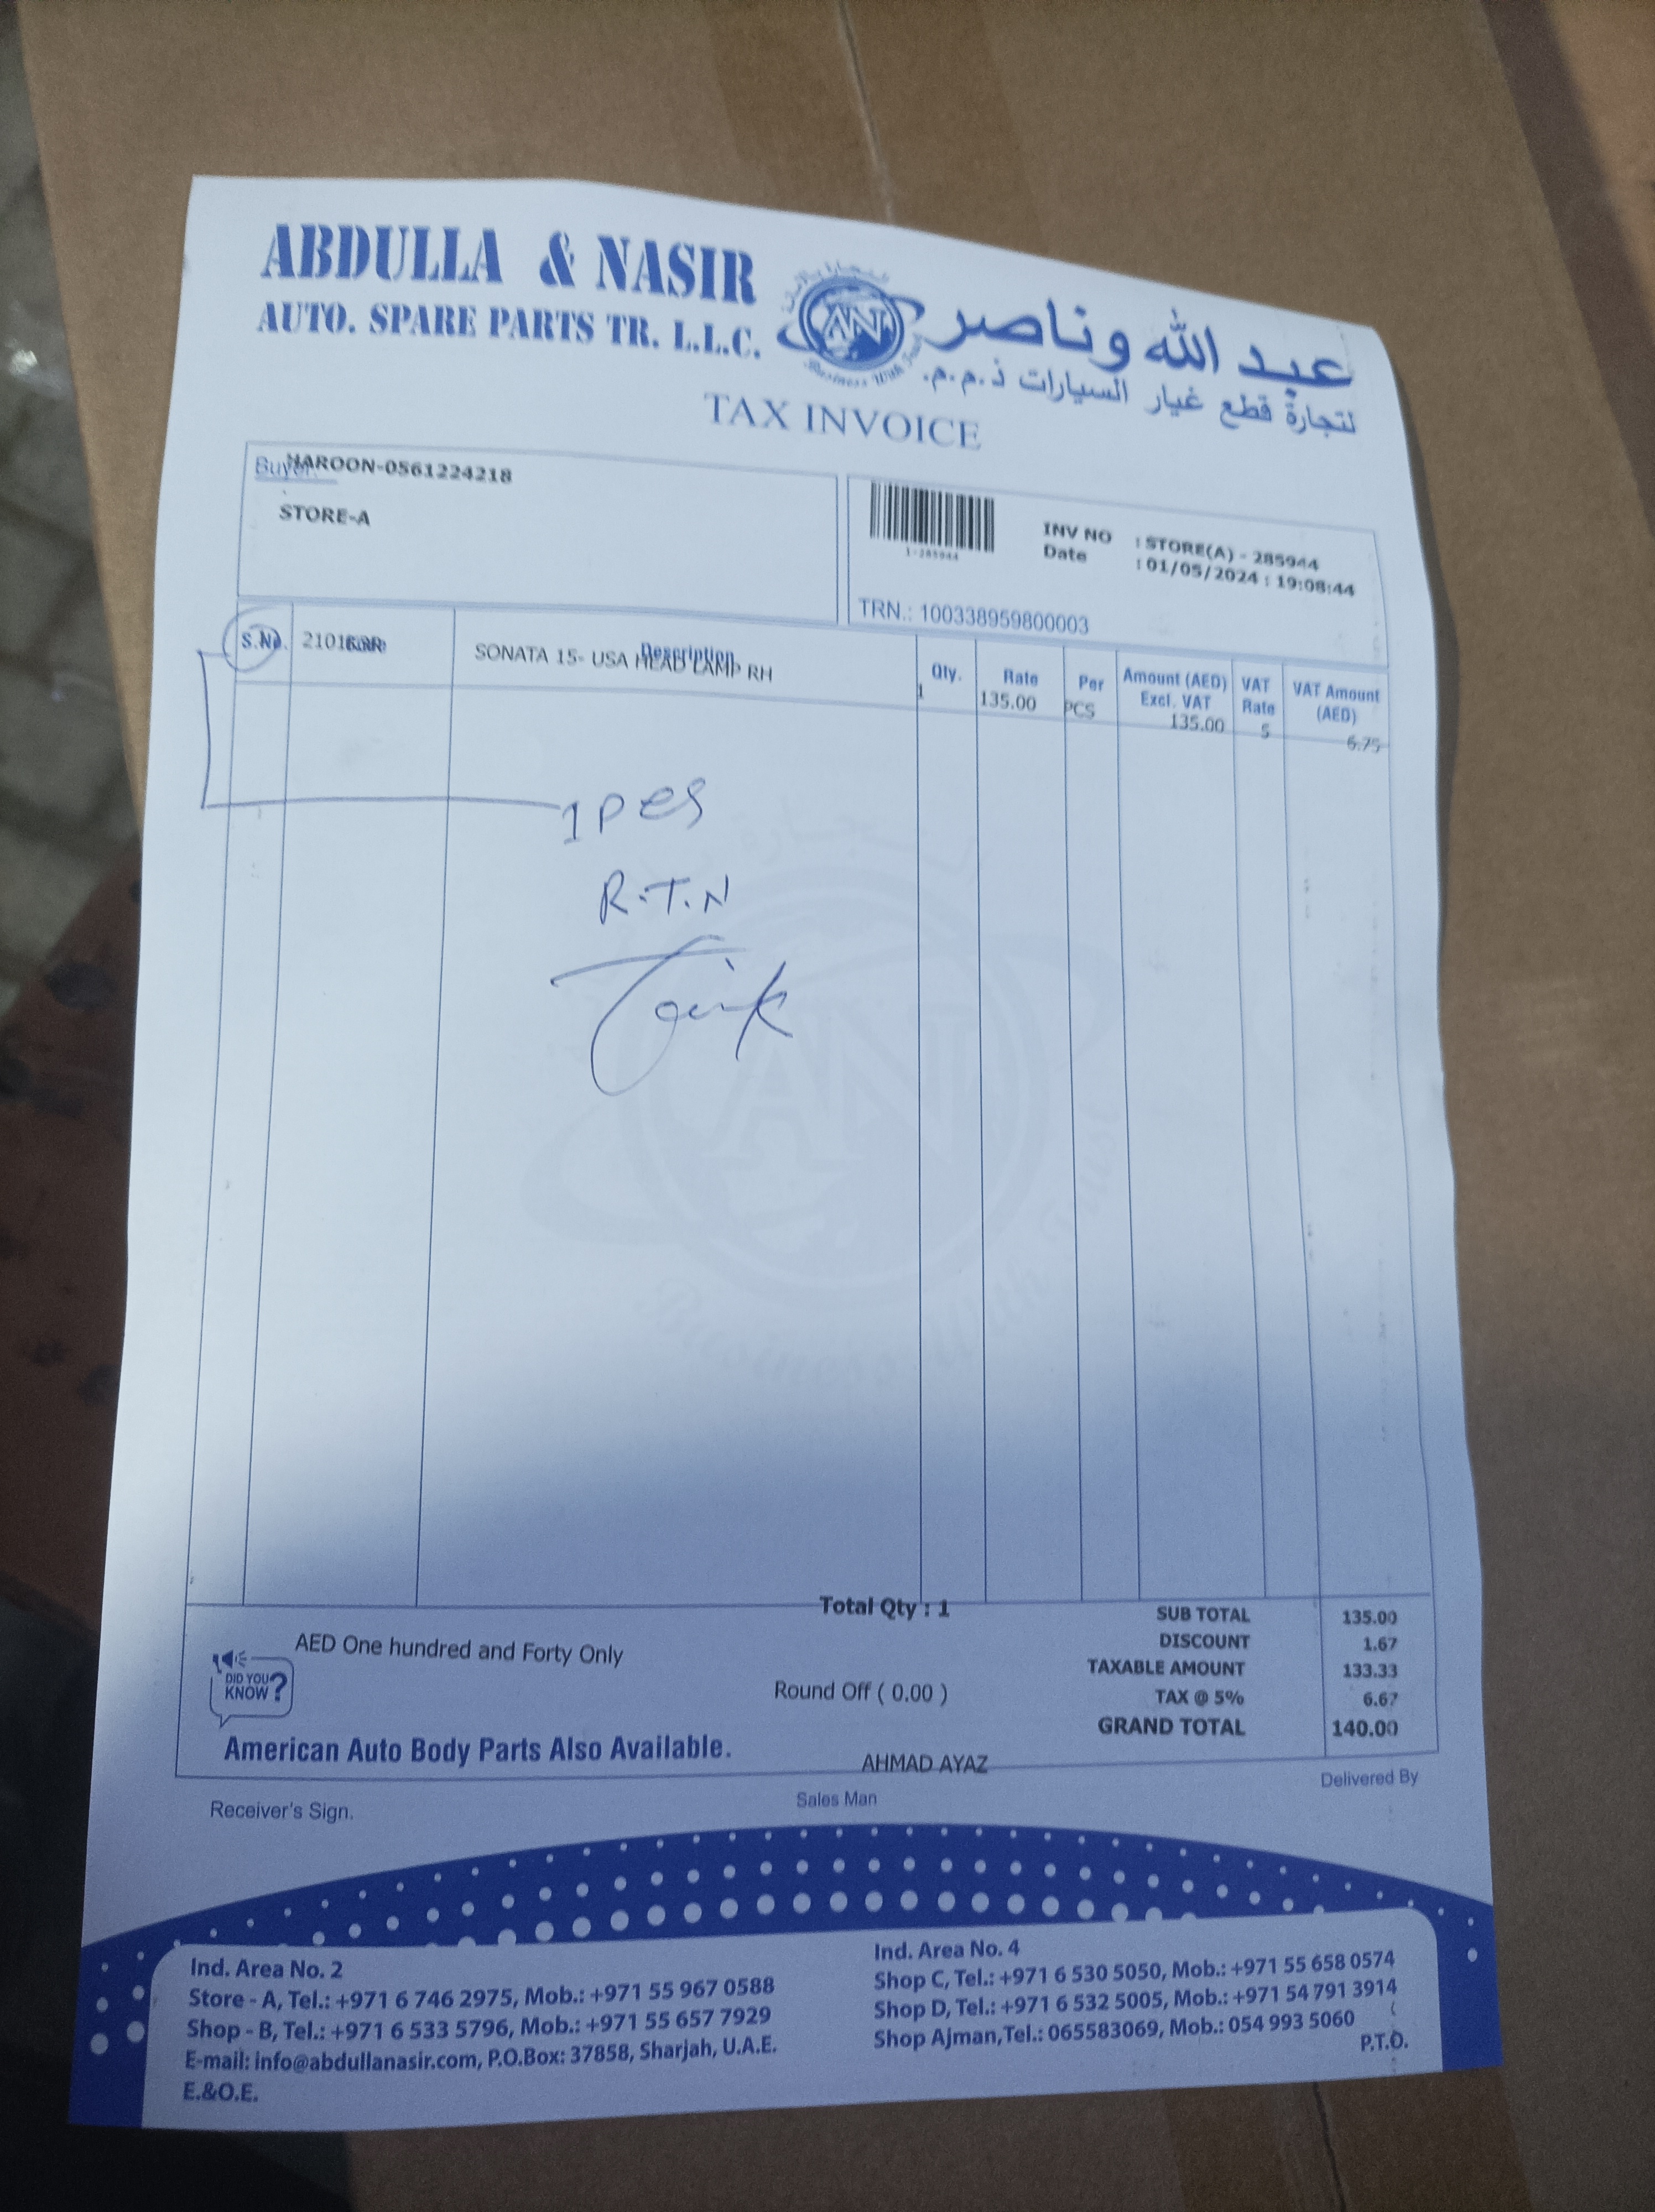 ABDULLA & NASIR
AUTO. SPARE PARTS TR. L.L.C.
عبد الله وناصر
لتجارة قطع غيار السيارات ذ.م.م.
AN
Business With Trust
TAX INVOICE
Buyer: HAROON-0561224218
STORE-A
1-285944
INV NO : STORE(A) - 285944
Date : 01/05/2024 : 19:08:44
TRN.: 100338959800003
S.No. Description Qty. Rate Per Amount (AED) Excl. VAT VAT Rate VAT Amount (AED)
SONATA 15- USA HEAD LAMP RH 1 135.00 PCS 135.00 5 6.75
1 PCS
R.T.N
Total Qty : 1
SUB TOTAL 135.00
DISCOUNT 1.67
TAXABLE AMOUNT 133.33
TAX @ 5% 6.67
GRAND TOTAL 140.00
AED One hundred and Forty Only
Round Off ( 0.00 )
DID YOU KNOW?
American Auto Body Parts Also Available.
AHMAD AYAZ
Receiver's Sign. Sales Man Delivered By
Ind. Area No. 2
Store - A, Tel.: +971 6 746 2975, Mob.: +971 55 967 0588
Shop - B, Tel.: +971 6 533 5796, Mob.: +971 55 657 7929
E-mail: info@abdullanasir.com, P.O.Box: 37858, Sharjah, U.A.E.
E.&O.E.
Ind. Area No. 4
Shop C, Tel.: +971 6 530 5050, Mob.: +971 55 658 0574
Shop D, Tel.: +971 6 532 5005, Mob.: +971 54 791 3914
Shop Ajman,Tel.: 065583069, Mob.: 054 993 5060
P.T.O.